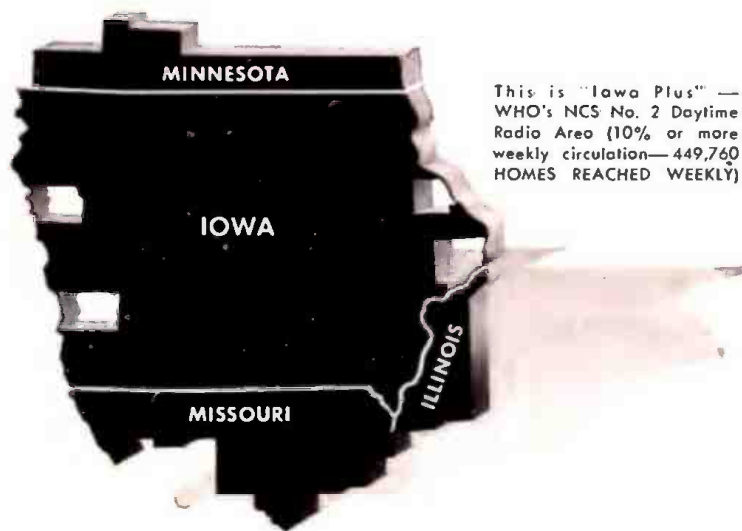 MINNESOTA
This is "Iowa Plus" —
WHO's NCS No. 2 Daytime
Radio Area (10% or more
weekly circulation—449,760
HOMES REACHED WEEKLY)
IOWA
ILLINOIS
MISSOURI